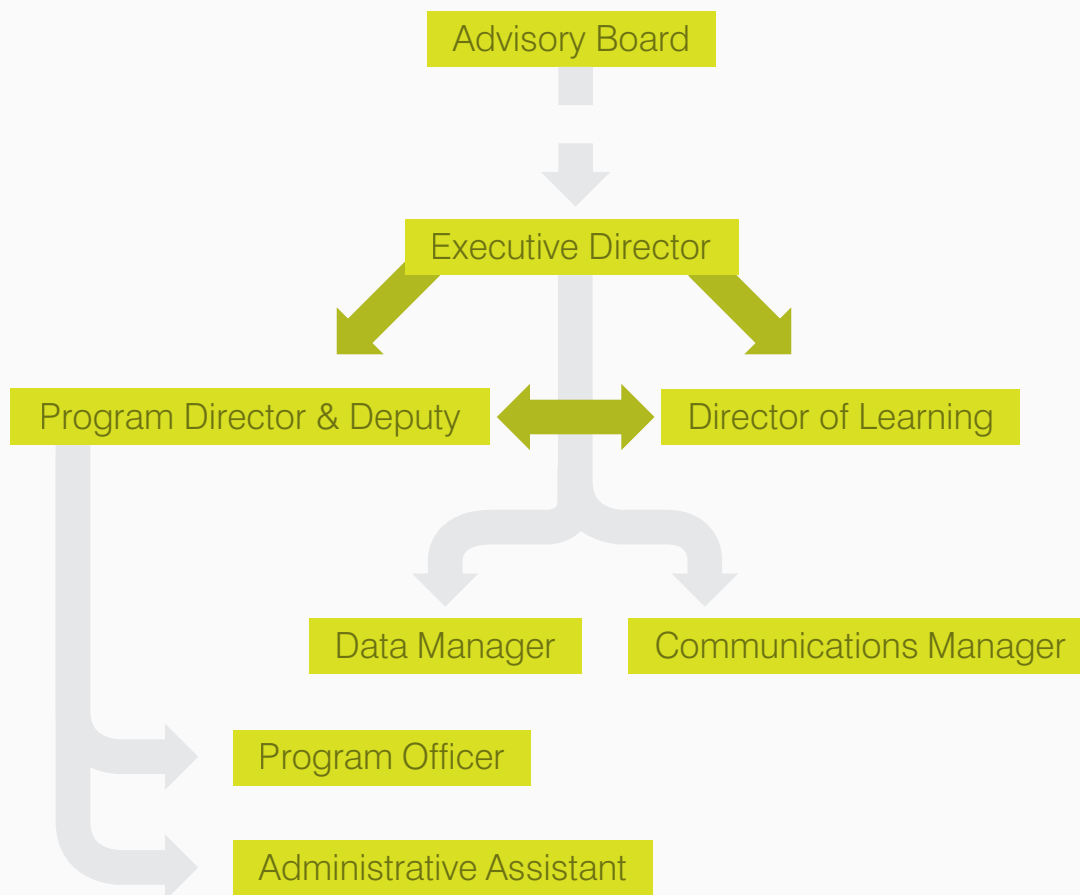 Advisory Board
Executive Director
Program Director & Deputy
Director of Learning
Data Manager
Communications Manager
Program Officer
Administrative Assistant